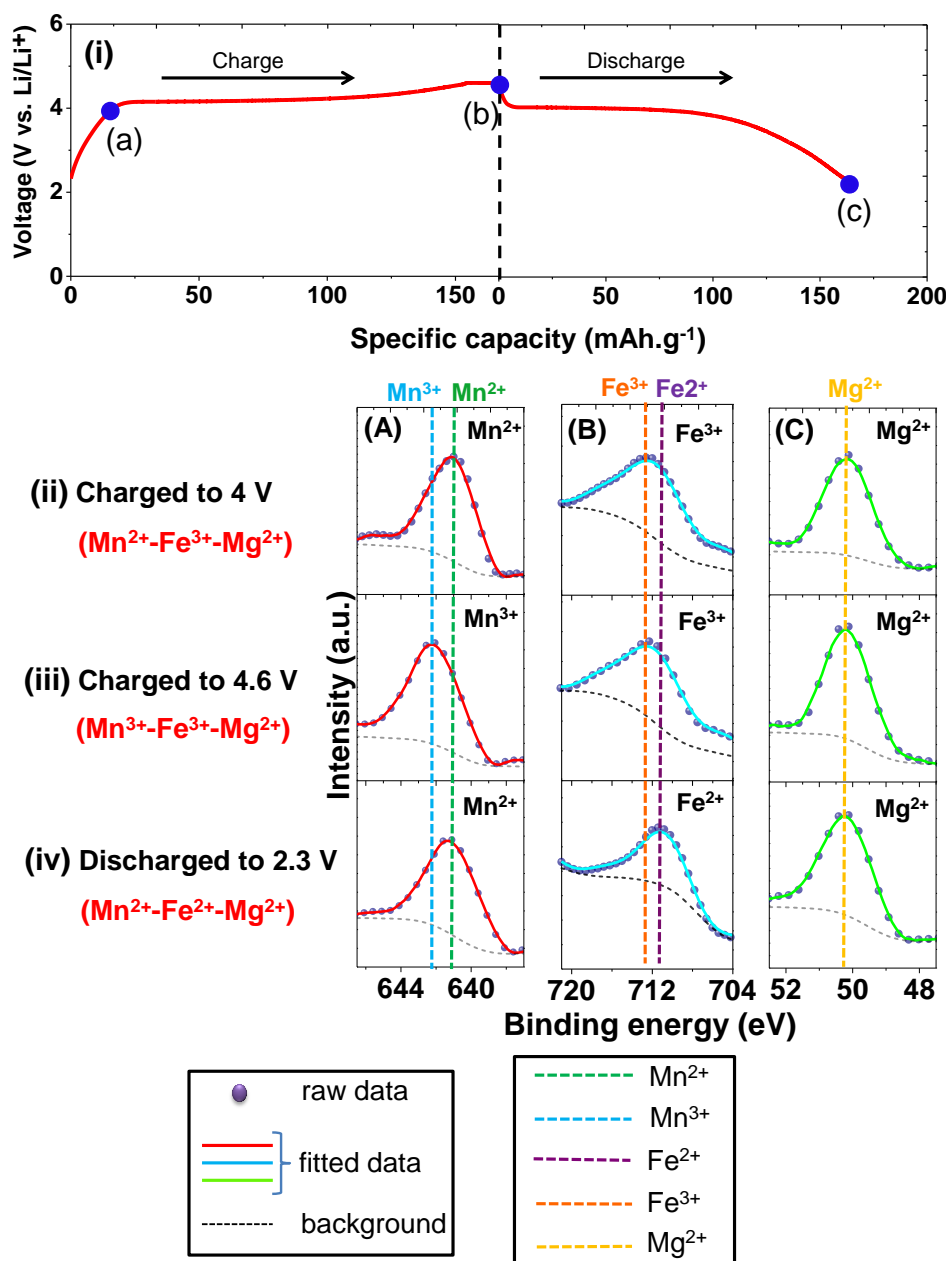 (i)
Charge
Discharge
(a)
(b)
(c)
Voltage (V vs. Li/Li⁺)
6
4
2
0
0 50 100 150 0 50 100 150 200
Specific capacity (mAh.g⁻¹)
Mn³⁺ Mn²⁺ Fe³⁺ Fe2⁺ Mg²⁺
(A) Mn²⁺ (B) Fe³⁺ (C) Mg²⁺
(ii) Charged to 4 V
(Mn²⁺-Fe³⁺-Mg²⁺)
Mn³⁺ Fe³⁺ Mg²⁺
(iii) Charged to 4.6 V
(Mn³⁺-Fe³⁺-Mg²⁺)
Intensity (a.u.)
Mn²⁺ Fe²⁺ Mg²⁺
(iv) Discharged to 2.3 V
(Mn²⁺-Fe²⁺-Mg²⁺)
644 640 720 712 704 52 50 48
Binding energy (eV)
raw data
fitted data
background
Mn²⁺
Mn³⁺
Fe²⁺
Fe³⁺
Mg²⁺